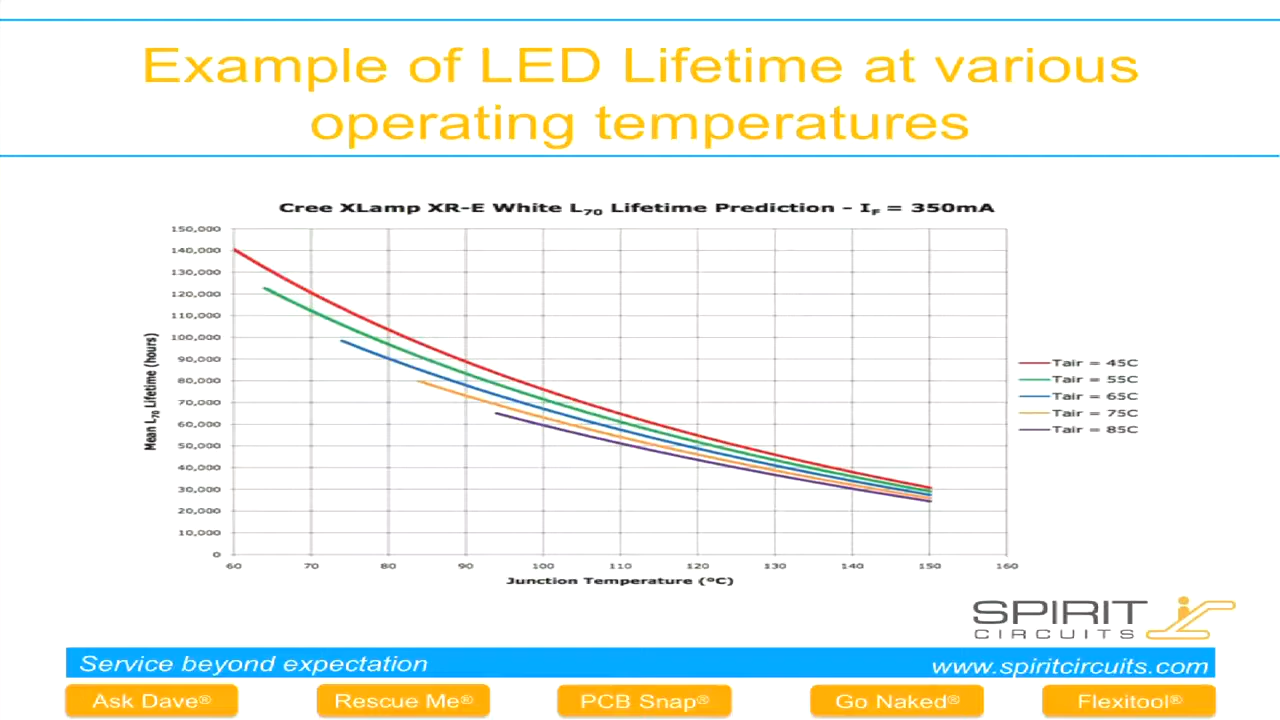 Example of LED Lifetime at various
operating temperatures
Cree XLamp XR-E White L70 Lifetime Prediction - IF = 350mA
150,000
140,000
130,000
120,000
110,000
100,000
90,000
80,000
70,000
60,000
50,000
40,000
30,000
20,000
10,000
0
Mean L70 Lifetime (hours)
60 70 80 90 100 110 120 130 140 150 160
Junction Temperature (°C)
Tair = 45C
Tair = 55C
Tair = 65C
Tair = 75C
Tair = 85C
SPIRIT
CIRCUITS
Service beyond expectation www.spiritcircuits.com
Ask Dave® Rescue Me® PCB Snap® Go Naked® Flexitool®